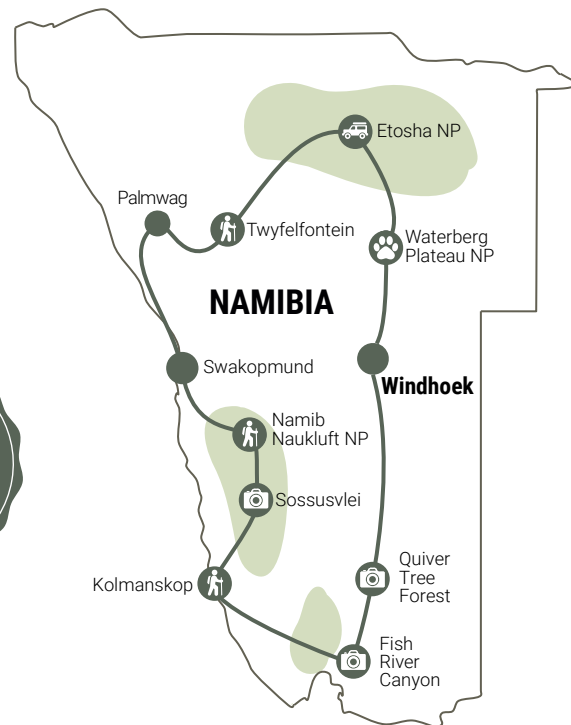 Etosha NP
Palmwag
Twyfelfontein
Waterberg
Plateau NP
NAMIBIA
Swakopmund
Windhoek
Namib
Naukluft NP
Sossusvlei
Kolmanskop
Quiver
Tree
Forest
Fish
River
Canyon